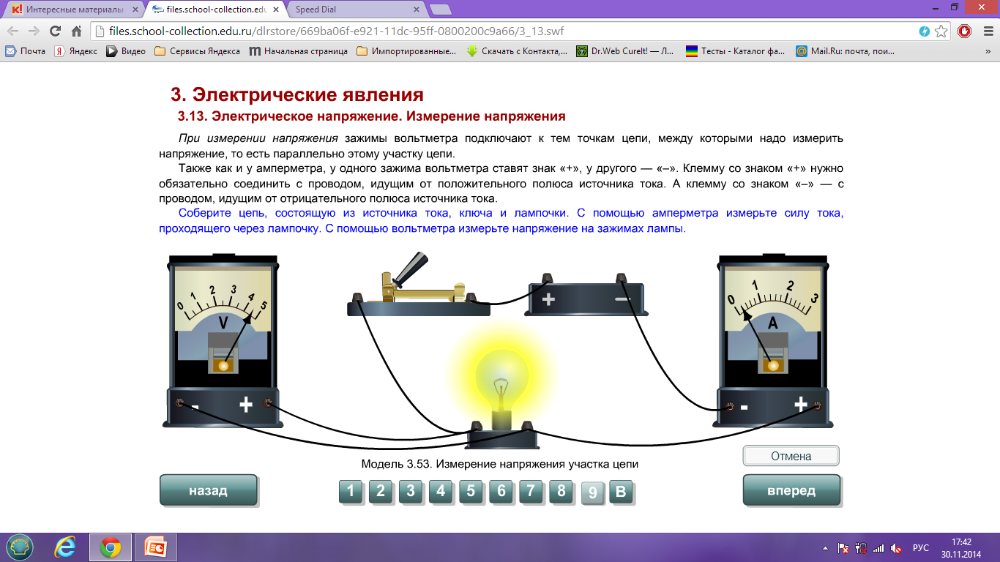 Интересные материалы
files.school-collection.edu
Speed Dial
files.school-collection.edu.ru/dlrstore/669ba06f-e921-11dc-95ff-0800200c9a66/3_13.swf
Почта
Яндекс
Видео
Сервисы Яндекса
Начальная страница
Импортированные...
Скачать с Контакта,...
Dr.Web CureIt! — Л...
Тесты - Каталог фа...
Mail.Ru: почта, пои...
»
3. Электрические явления
3.13. Электрическое напряжение. Измерение напряжения
При измерении напряжения зажимы вольтметра подключают к тем точкам цепи, между которыми надо измерить
напряжение, то есть параллельно этому участку цепи.
Также как и у амперметра, у одного зажима вольтметра ставят знак «+», у другого — «–». Клемму со знаком «+» нужно
обязательно соединить с проводом, идущим от положительного полюса источника тока. А клемму со знаком «–» — с
проводом, идущим от отрицательного полюса источника тока.
Соберите цепь, состоящую из источника тока, ключа и лампочки. С помощью амперметра измерьте силу тока,
проходящего через лампочку. С помощью вольтметра измерьте напряжение на зажимах лампы.
0 1 2 3 4 5
V
- +
+ –
0 1 2 3
A
- +
Отмена
Модель 3.53. Измерение напряжения участка цепи
назад
1 2 3 4 5 6 7 8 9 В
вперед
РУС
17:42
30.11.2014